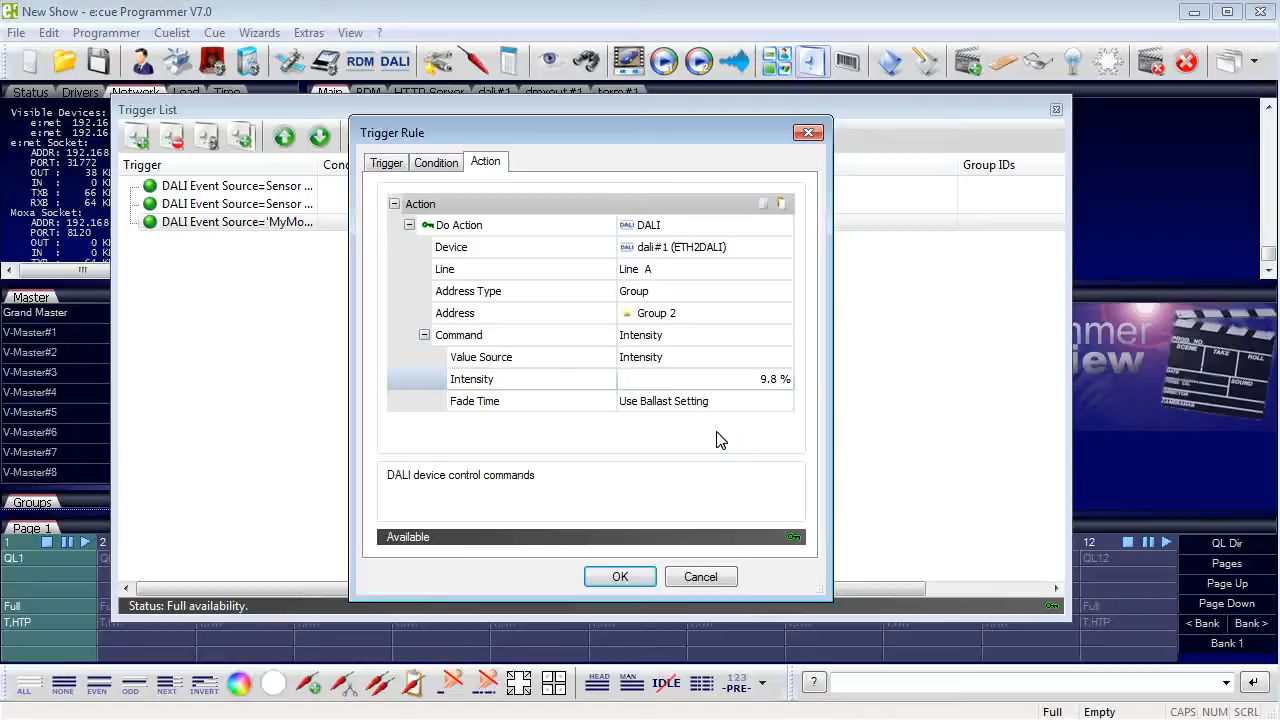 New Show - e:cue Programmer V7.0
File Edit Programmer Cuelist Cue Wizards Extras View ?
RDM DALI
Status Drivers Network Load Time Main RDM HTTP Server dali #1 dmxout #1
Visible Devices:
e:net 192.16
e:net 192.16
e:net Socket:
ADDR: 192.168
PORT: 31772
OUT : 38 K
IN : 0 K
TXB : 66 K
RXB : 64 K
Moxa Socket:
ADDR: 192.168
PORT: 8120
OUT : 0 K
Trigger List
Trigger Group IDs
DALI Event Source=Sensor ...
DALI Event Source=Sensor ...
DALI Event Source='MyMo...
Trigger Rule
Trigger Condition Action
Action
Do Action DALI
Device dali#1 (ETH2DALI)
Line Line A
Address Type Group
Address Group 2
Command Intensity
Value Source Intensity
Intensity 9.8 %
Fade Time Use Ballast Setting
DALI device control commands
Available
OK Cancel
Status: Full availability.
Master
Grand Master
V-Master#1
V-Master#2
V-Master#3
V-Master#4
V-Master#5
V-Master#6
V-Master#7
V-Master#8
Groups
Page 1
1 2 12
QL1 QL12
Full Full
T,HTP T,HTP
QL Dir
Pages
Page Up
Page Down
< Bank Bank >
Bank 1
ALL NONE EVEN ODD NEXT INVERT HEAD MAN IDLE 123 -PRE- ?
Full Empty CAPS NUM SCRL